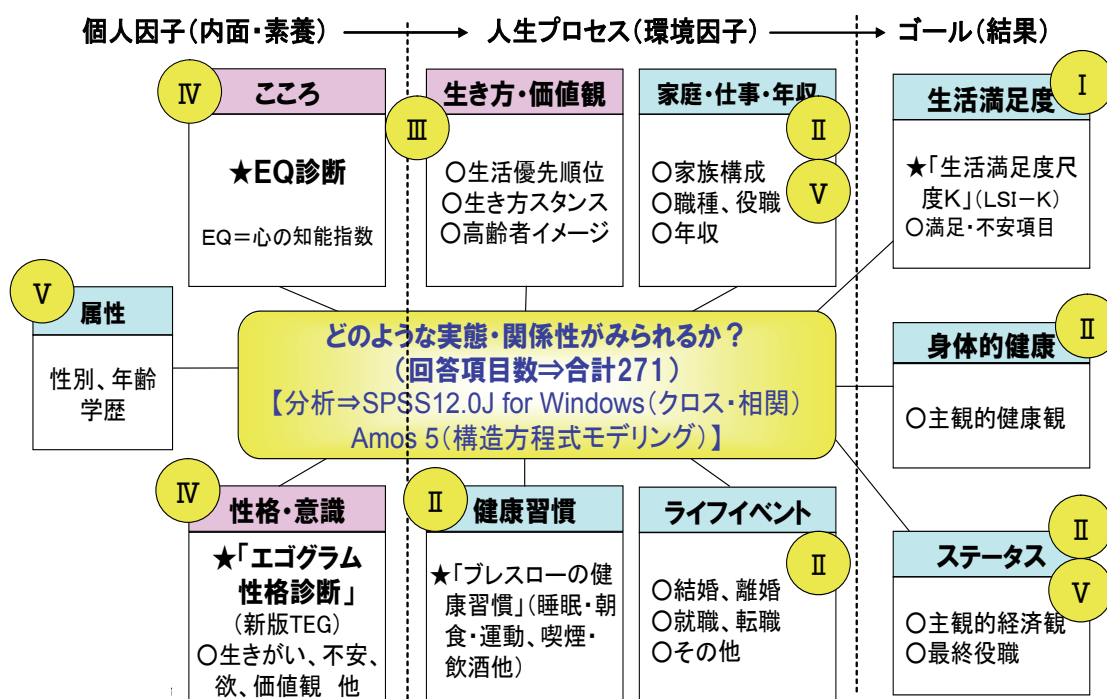 個人因子（内面・素養）
人生プロセス（環境因子）
ゴール（結果）
Ⅳ
こころ
★EQ診断
EQ＝心の知能指数
Ⅲ
生き方・価値観
○生活優先順位
○生き方スタンス
○高齢者イメージ
家庭・仕事・年収
Ⅱ
Ⅴ
○家族構成
○職種、役職
○年収
Ⅰ
生活満足度
★「生活満足度尺
度K」(LSI－K)
○満足・不安項目
Ⅴ
属性
性別、年齢
学歴
どのような実態・関係性がみられるか？
（回答項目数⇒合計271）
【分析⇒SPSS12.0J for Windows（クロス・相関）
Amos 5（構造方程式モデリング）】
Ⅱ
身体的健康
○主観的健康観
Ⅳ
性格・意識
★「エゴグラム
性格診断」
（新版TEG）
○生きがい、不安、
欲、価値観 他
Ⅱ
健康習慣
★「ブレスローの健
康習慣」（睡眠・朝
食・運動、喫煙・
飲酒他）
ライフイベント
Ⅱ
○結婚、離婚
○就職、転職
○その他
Ⅱ
ステータス
Ⅴ
○主観的経済観
○最終役職